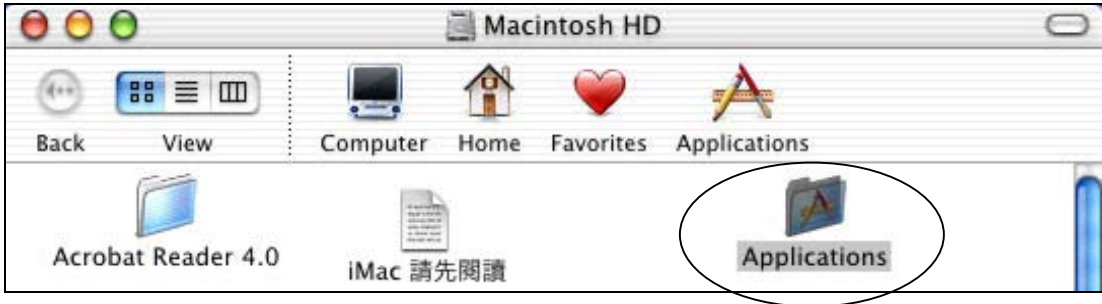 Macintosh HD
Back View Computer Home Favorites Applications
Acrobat Reader 4.0 iMac 請先閱讀 Applications